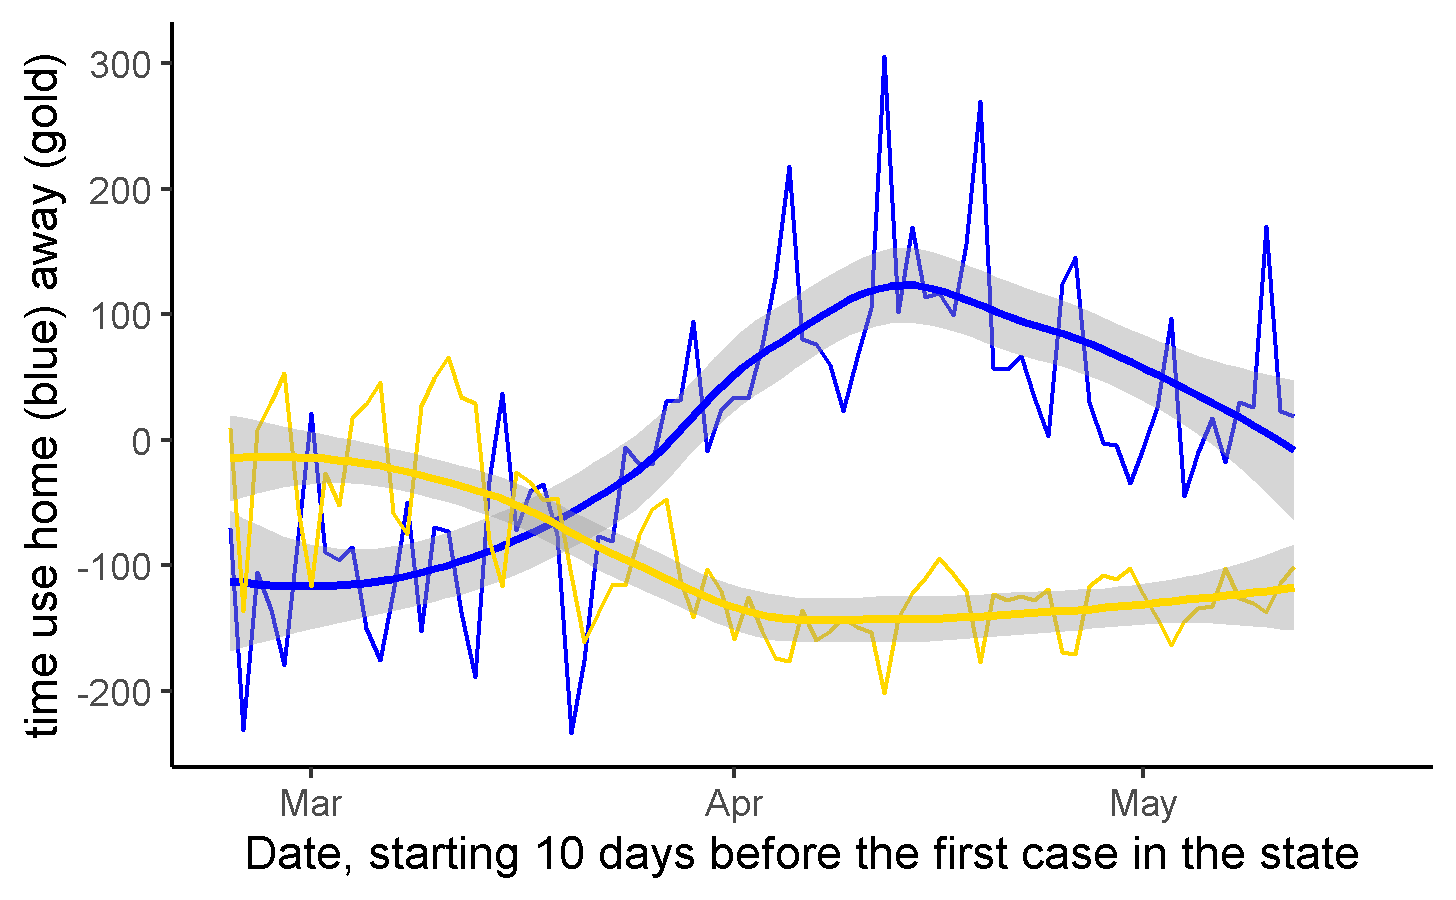 time use home (blue) away (gold)
300
200
100
0
-100
-200
Mar Apr May
Date, starting 10 days before the first case in the state